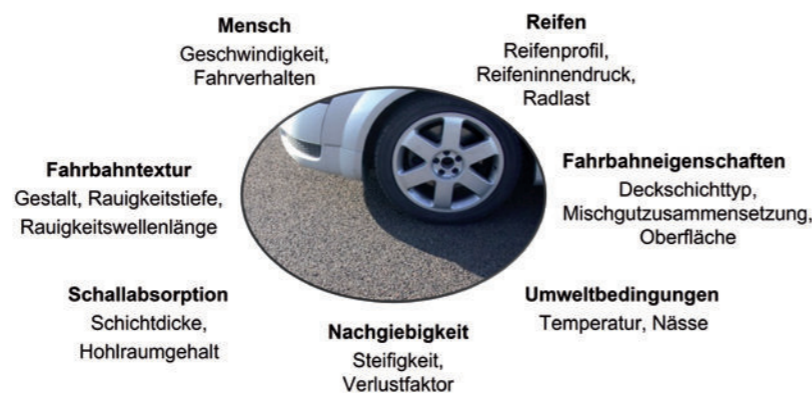 Mensch
Geschwindigkeit,
Fahrverhalten
Reifen
Reifenprofil,
Reifeninnendruck,
Radlast
Fahrbahntextur
Gestalt, Rauigkeitstiefe,
Rauigkeitswellenlänge
Fahrbahneigenschaften
Deckschichttyp,
Mischgutzusammensetzung,
Oberfläche
Schallabsorption
Schichtdicke,
Hohlraumgehalt
Nachgiebigkeit
Steifigkeit,
Verlustfaktor
Umweltbedingungen
Temperatur, Nässe